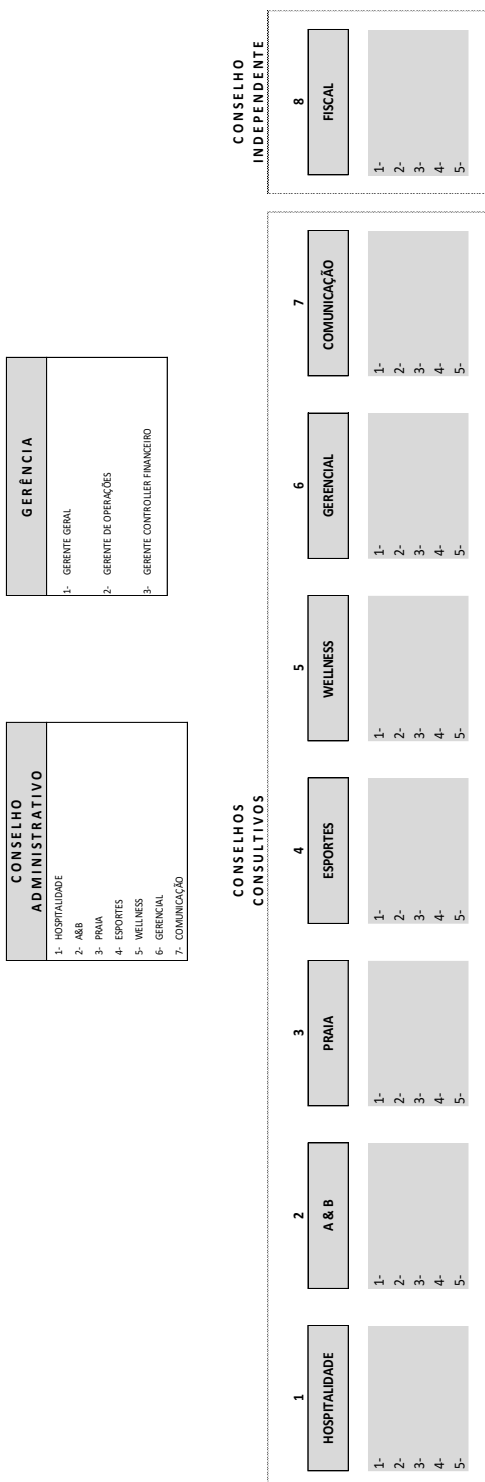 CONSELHO
ADMINISTRATIVO
1- HOSPITALIDADE
2- A&B
3- PRAIA
4- ESPORTES
5- WELLNESS
6- GERENCIAL
7- COMUNICAÇÃO
GERÊNCIA
1- GERENTE GERAL
2- GERENTE DE OPERAÇÕES
3- GERENTE CONTROLLER FINANCEIRO
CONSELHOS
CONSULTIVOS
1
HOSPITALIDADE
1-
2-
3-
4-
5-
2
A & B
1-
2-
3-
4-
5-
3
PRAIA
1-
2-
3-
4-
5-
4
ESPORTES
1-
2-
3-
4-
5-
5
WELLNESS
1-
2-
3-
4-
5-
6
GERENCIAL
1-
2-
3-
4-
5-
7
COMUNICAÇÃO
1-
2-
3-
4-
5-
CONSELHO
INDEPENDENTE
8
FISCAL
1-
2-
3-
4-
5-